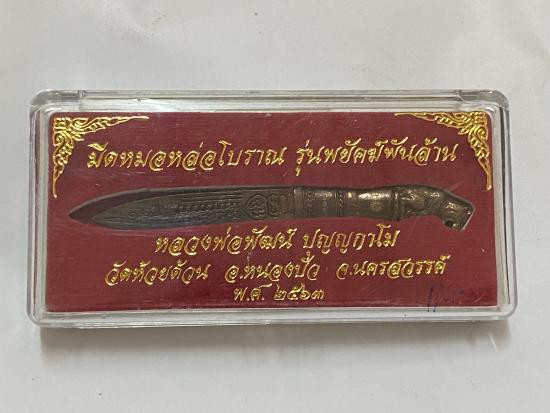 มีดหมอหล่อโบราณ รุ่นพยัคฆ์พันล้าน
หลวงพ่อพัฒน์ ปุญญกาโม
วัดห้วยด้วน อ.หนองบัว จ.นครสวรรค์
พ.ศ. ๒๕๖๓